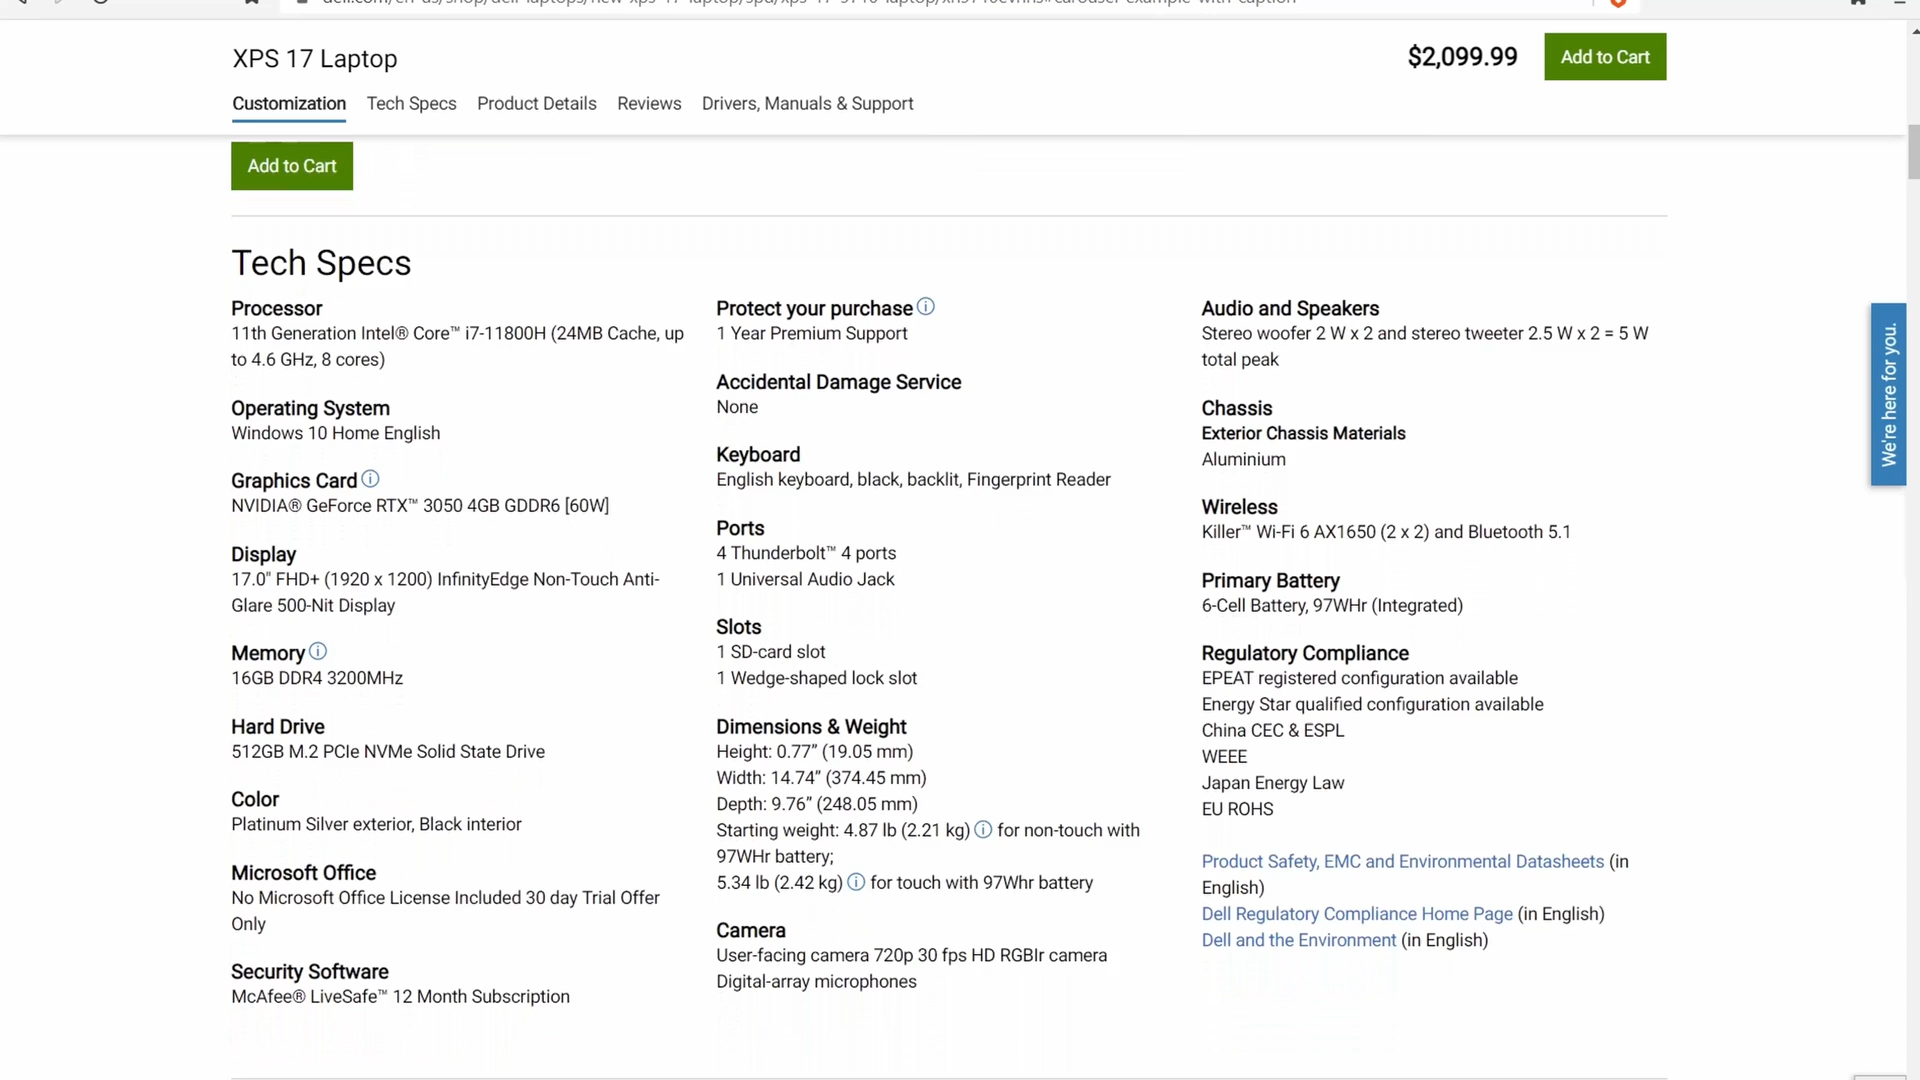 XPS 17 Laptop
$2,099.99
Add to Cart
Customization
Tech Specs
Product Details
Reviews
Drivers, Manuals & Support
Add to Cart
Tech Specs
Processor
11th Generation Intel® Core™ i7-11800H (24MB Cache, up
to 4.6 GHz, 8 cores)
Operating System
Windows 10 Home English
Graphics Card
NVIDIA® GeForce RTX™ 3050 4GB GDDR6 [60W]
Display
17.0" FHD+ (1920 x 1200) InfinityEdge Non-Touch Anti-
Glare 500-Nit Display
Memory
16GB DDR4 3200MHz
Hard Drive
512GB M.2 PCIe NVMe Solid State Drive
Color
Platinum Silver exterior, Black interior
Microsoft Office
No Microsoft Office License Included 30 day Trial Offer
Only
Security Software
McAfee® LiveSafe™ 12 Month Subscription
Protect your purchase
1 Year Premium Support
Accidental Damage Service
None
Keyboard
English keyboard, black, backlit, Fingerprint Reader
Ports
4 Thunderbolt™ 4 ports
1 Universal Audio Jack
Slots
1 SD-card slot
1 Wedge-shaped lock slot
Dimensions & Weight
Height: 0.77” (19.05 mm)
Width: 14.74” (374.45 mm)
Depth: 9.76” (248.05 mm)
Starting weight: 4.87 lb (2.21 kg) for non-touch with
97WHr battery;
5.34 lb (2.42 kg) for touch with 97Whr battery
Camera
User-facing camera 720p 30 fps HD RGBIr camera
Digital-array microphones
Audio and Speakers
Stereo woofer 2 W x 2 and stereo tweeter 2.5 W x 2 = 5 W
total peak
Chassis
Exterior Chassis Materials
Aluminium
Wireless
Killer™ Wi-Fi 6 AX1650 (2 x 2) and Bluetooth 5.1
Primary Battery
6-Cell Battery, 97WHr (Integrated)
Regulatory Compliance
EPEAT registered configuration available
Energy Star qualified configuration available
China CEC & ESPL
WEEE
Japan Energy Law
EU ROHS
Product Safety, EMC and Environmental Datasheets (in
English)
Dell Regulatory Compliance Home Page (in English)
Dell and the Environment (in English)
We're here for you.